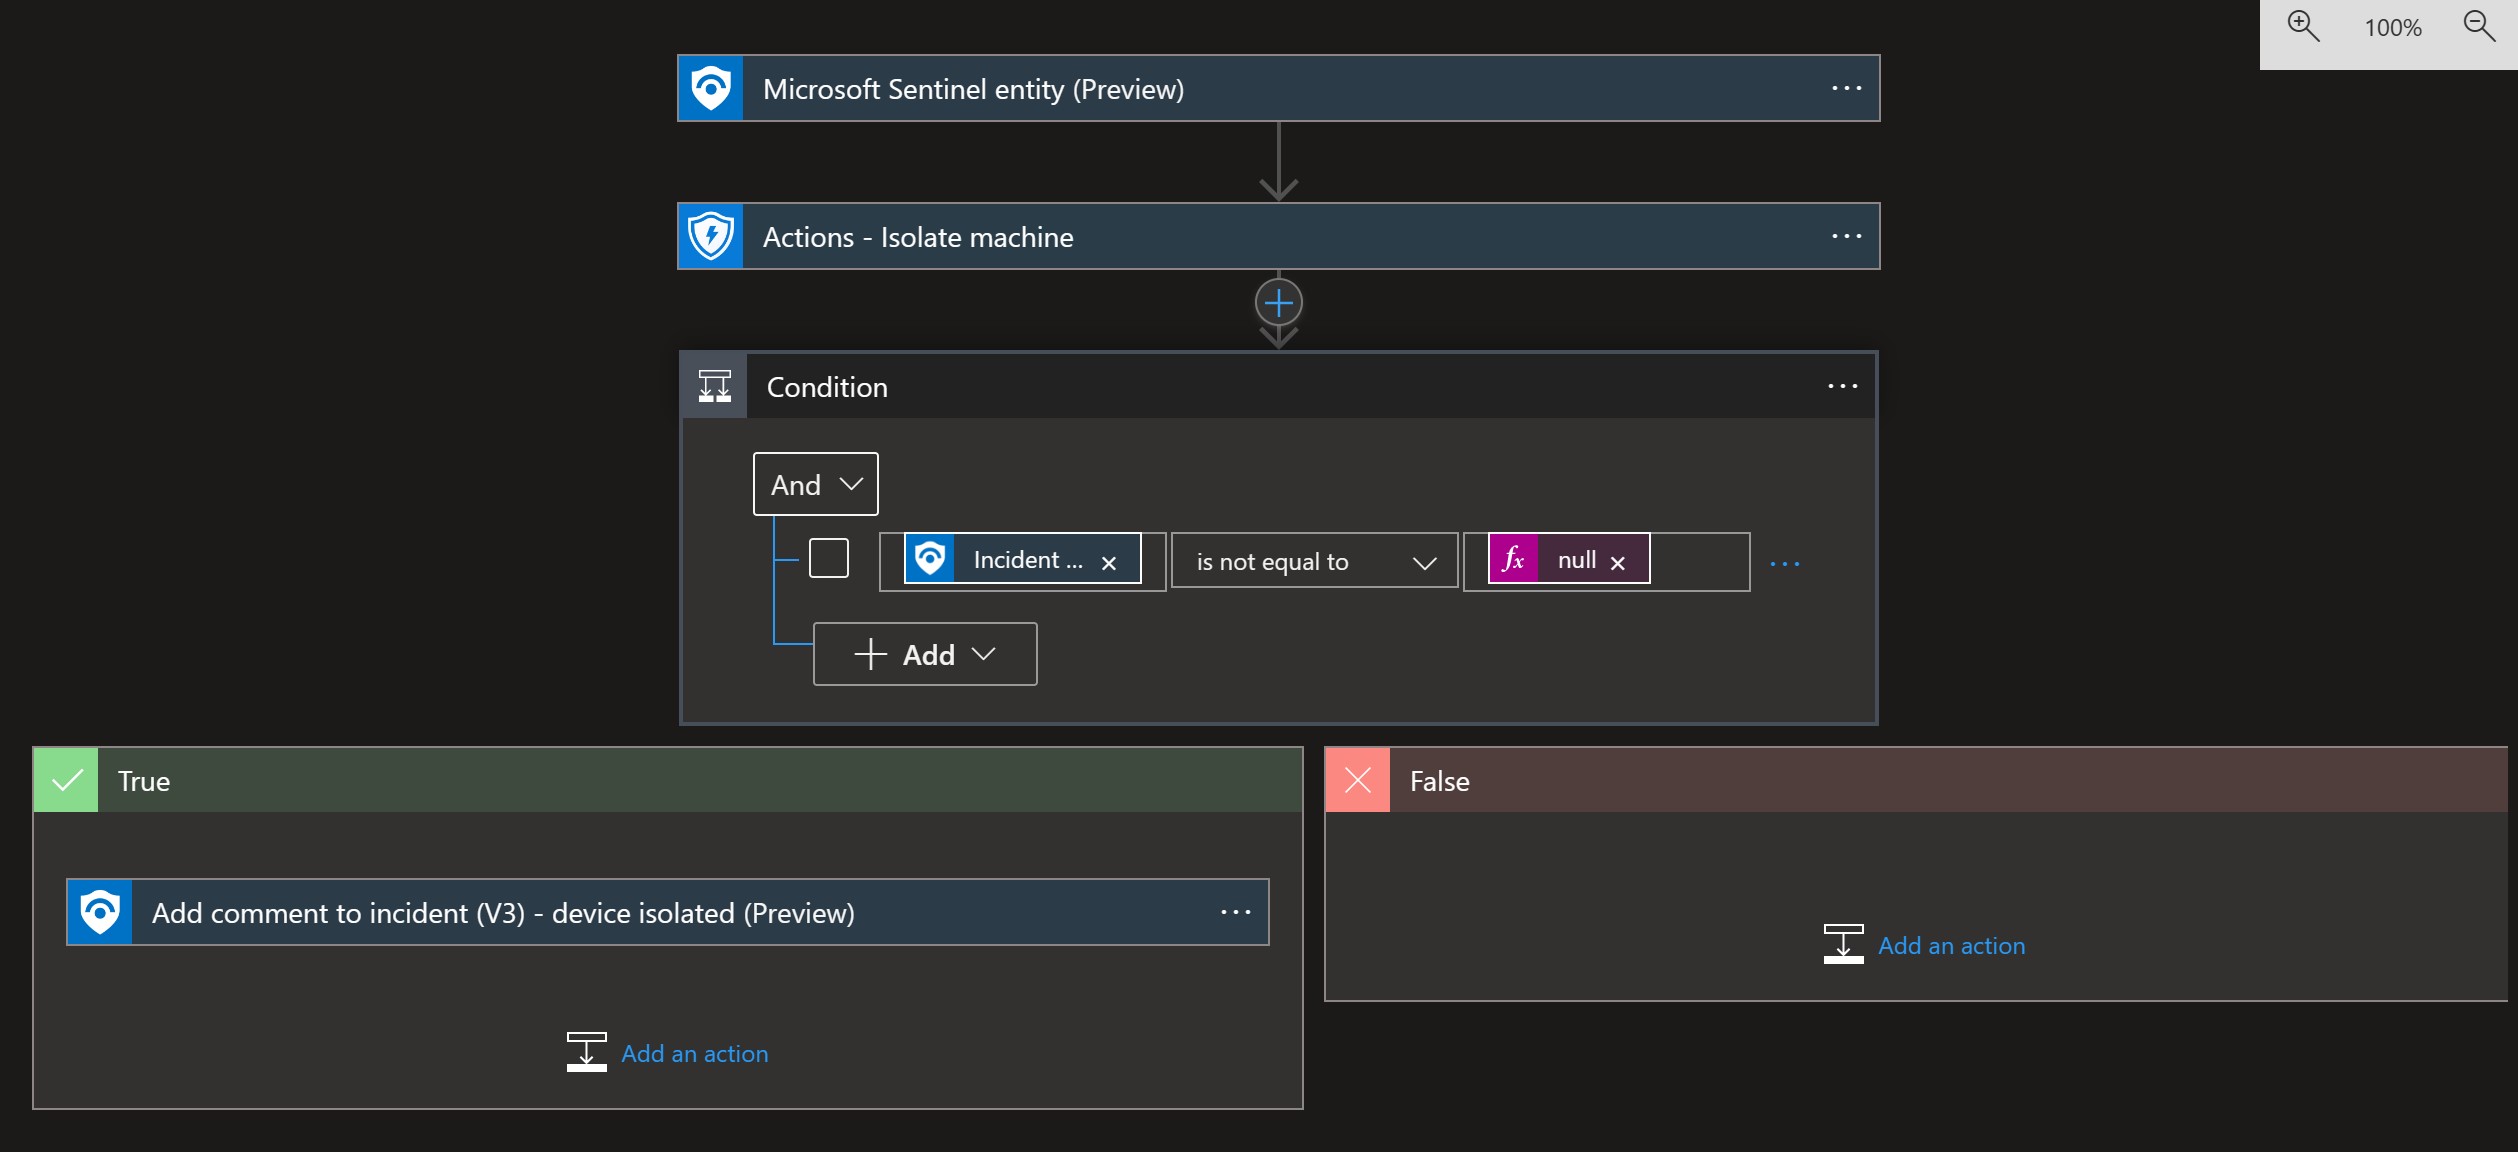 100%
Microsoft Sentinel entity (Preview)
Actions - Isolate machine
Condition
And
Incident ... is not equal to fx null
Add
True
False
Add comment to incident (V3) - device isolated (Preview)
Add an action
Add an action